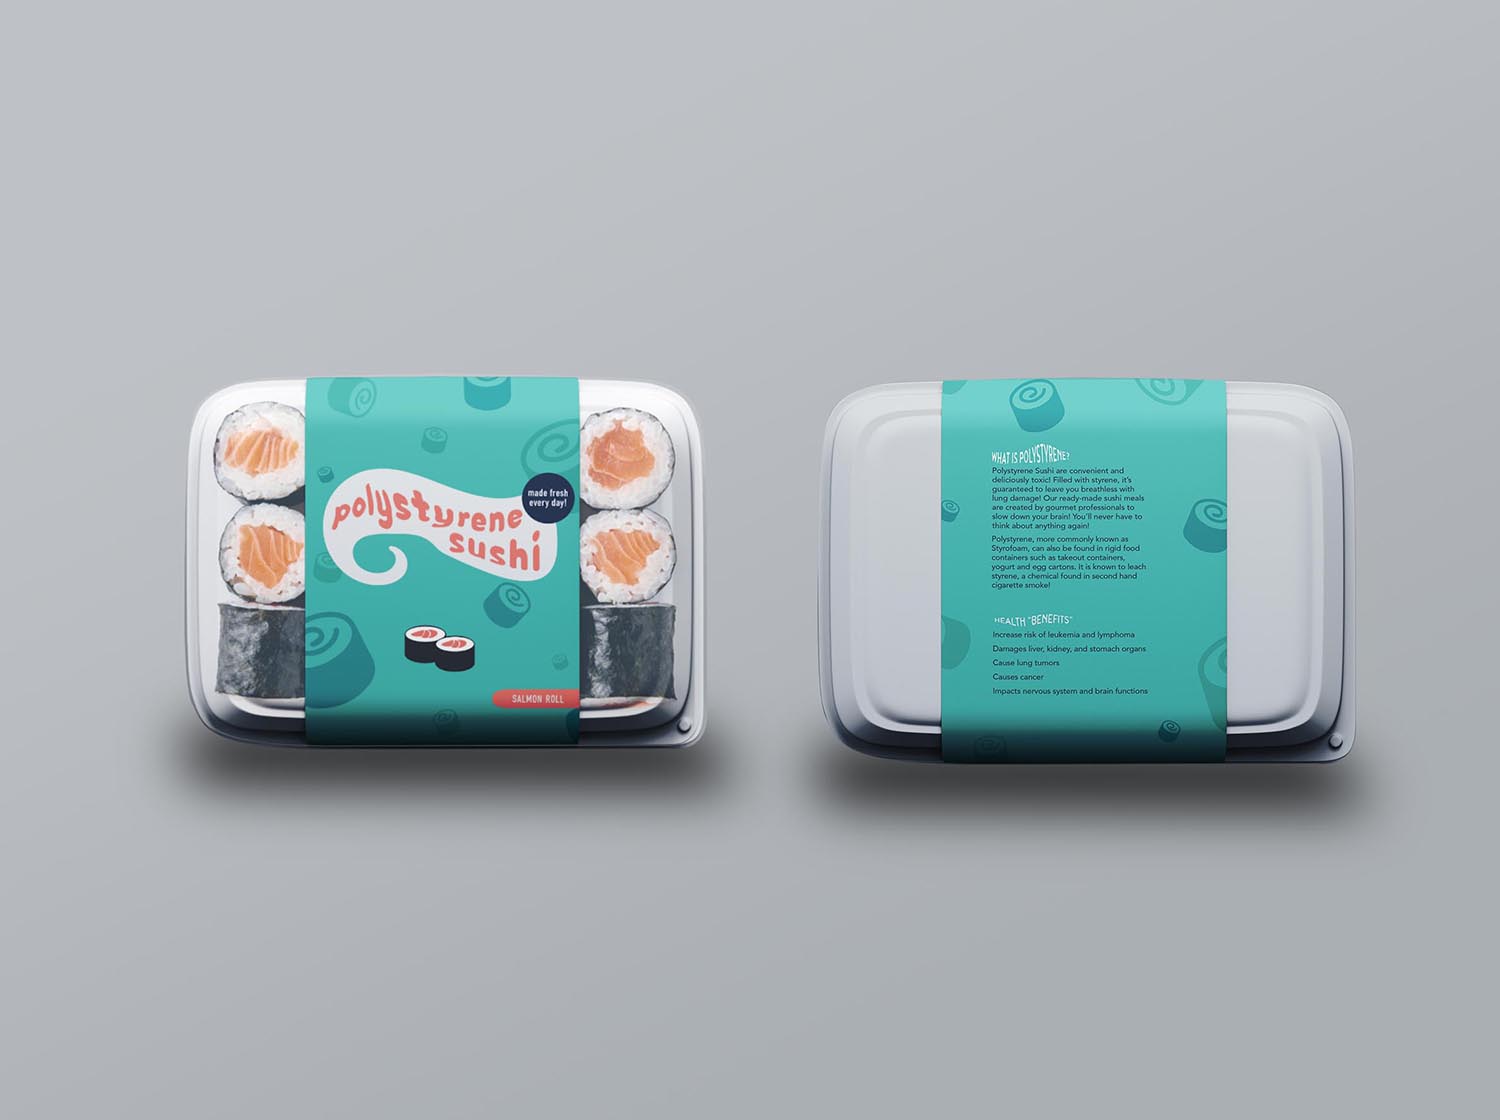 polystyrene
sushi
made fresh
every day!
SALMON ROLL
WHAT IS POLYSTYRENE?
Polystyrene Sushi are convenient and
deliciously toxic! Filled with styrene, it's
guaranteed to leave you breathless with
lung damage! Our ready-made sushi meals
are created by gourmet professionals to
slow down your brain! You'll never have to
think about anything again!
Polystyrene, more commonly known as
Styrofoam, can also be found in rigid food
containers such as takeout containers,
yogurt and egg cartons. It is known to leach
styrene, a chemical found in second hand
cigarette smoke!
HEALTH "BENEFITS"
Increase risk of leukemia and lymphoma
Damages liver, kidney, and stomach organs
Cause lung tumors
Causes cancer
Impacts nervous system and brain functions